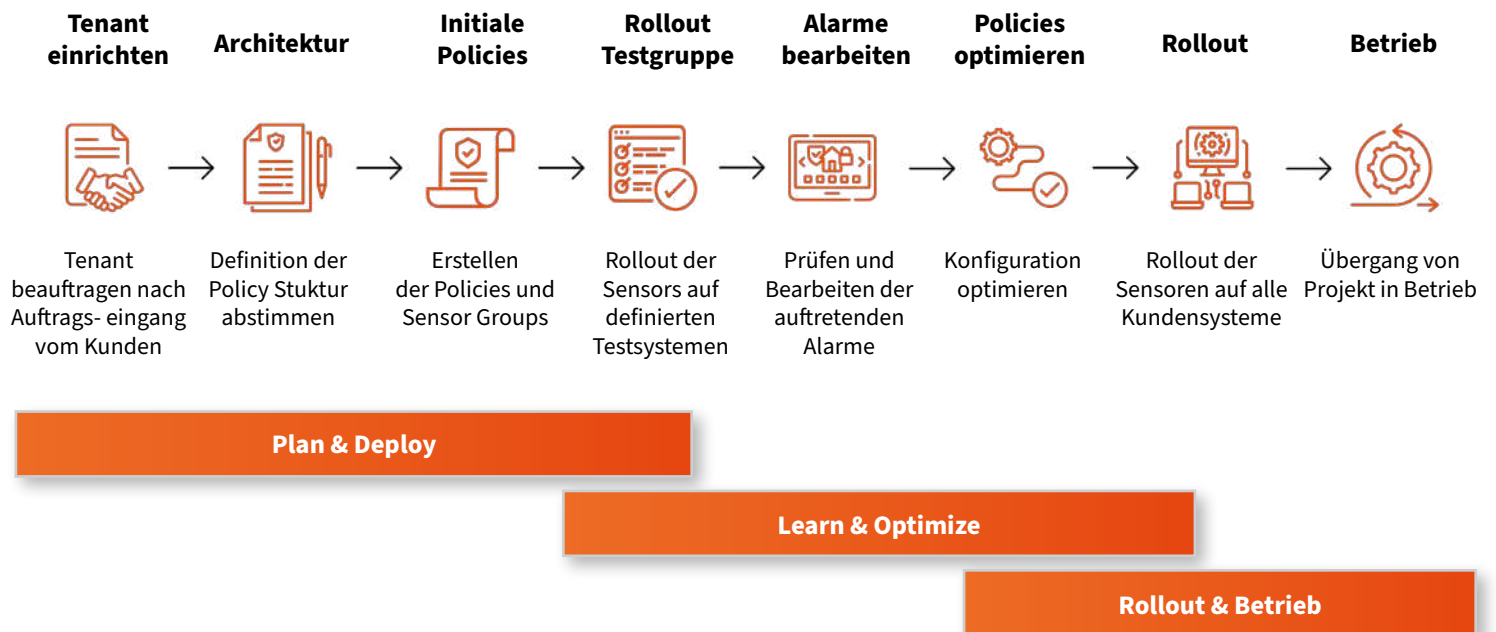 Tenant
einrichten
Architektur
Initiale
Policies
Rollout
Testgruppe
Alarme
bearbeiten
Policies
optimieren
Rollout
Betrieb
Tenant
beauftragen nach
Auftrags- eingang
vom Kunden
Definition der
Policy Stuktur
abstimmen
Erstellen
der Policies und
Sensor Groups
Rollout der
Sensors auf
definierten
Testsystemen
Prüfen und
Bearbeiten der
auftretenden
Alarme
Konfiguration
optimieren
Rollout der
Sensoren auf alle
Kundensysteme
Übergang von
Projekt in Betrieb
Plan & Deploy
Learn & Optimize
Rollout & Betrieb